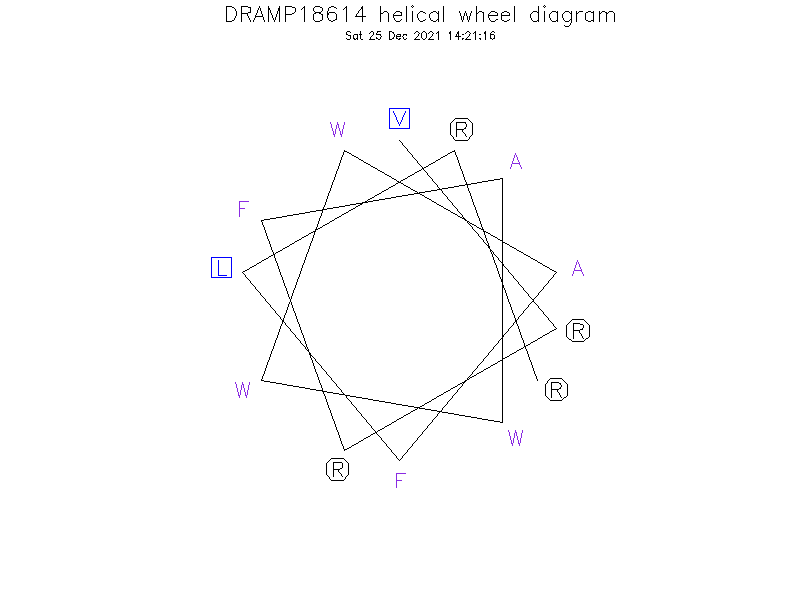 DRAMP18614 helical wheel diagram
Sat 25 Dec 2021 14:21:16
V
W R
A
F
L A
R
W R
W
R F